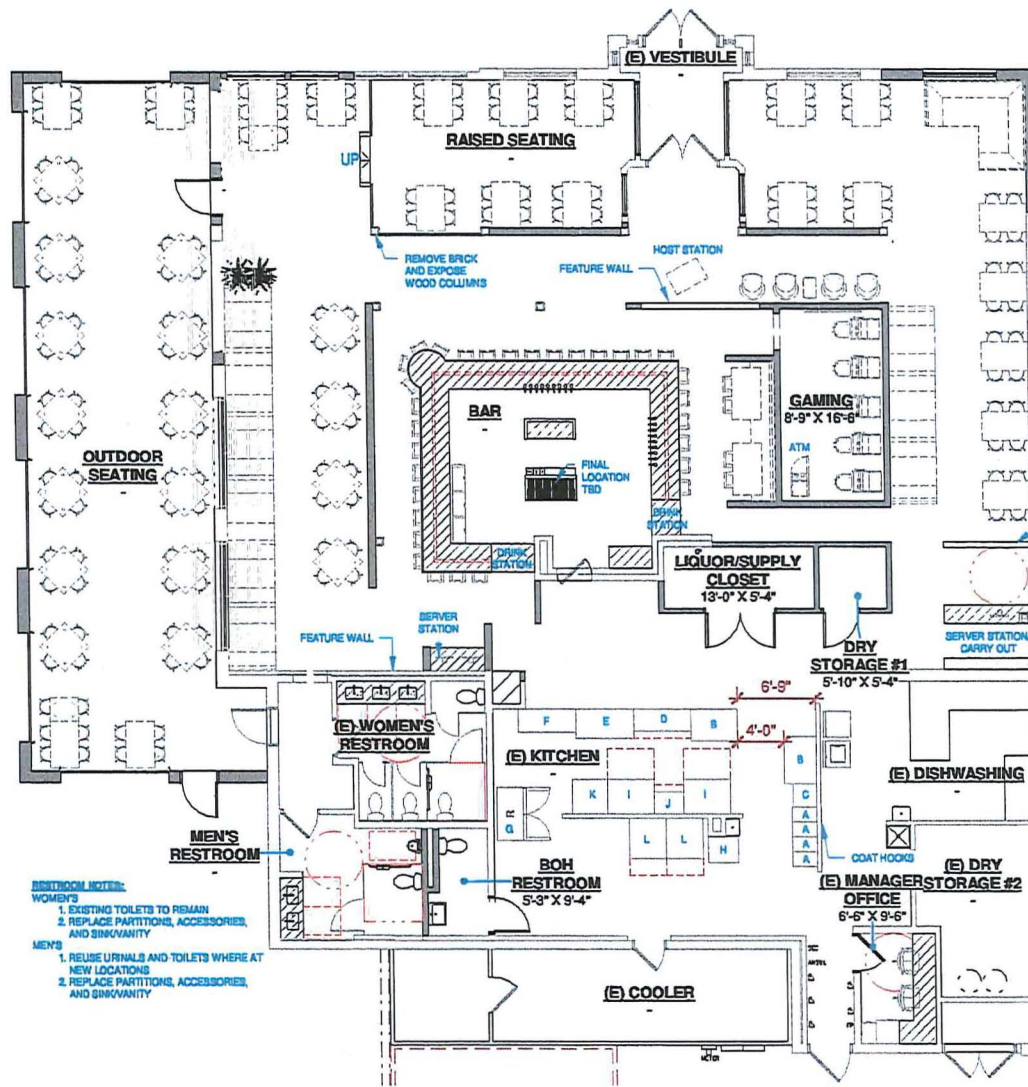 (E) VESTIBULE
RAISED SEATING
UP
REMOVE BRICK
AND EXPOSE
WOOD COLUMNS
HOST STATION
FEATURE WALL
BAR
GAMING
8'-9" X 16'-6"
ATM
FINAL
LOCATION
TBD
OUTDOOR
SEATING
DRINK
STATION
DRINK
STATION
LIQUOR/SUPPLY
CLOSET
13'-0" X 5'-4"
SERVER
STATION
FEATURE WALL
DRY
STORAGE #1
5'-10" X 5'-4"
SERVER STATION/
CARRY OUT
6'-9"
4'-0"
(E) WOMEN'S
RESTROOM
F
E
D
B
(E) KITCHEN
B
(E) DISHWASHING
K
I
J
I
C
A
A
A
A
R
G
L
L
H
COAT HOOKS
MEN'S
RESTROOM
BOH
RESTROOM
5'-3" X 9'-4"
(E) DRY
STORAGE #2
(E) MANAGER
OFFICE
6'-6" X 9'-6"
RESTROOM NOTES:
WOMEN'S
1. EXISTING TOILETS TO REMAIN
2. REPLACE PARTITIONS, ACCESSORIES,
AND SINK/VANITY
MEN'S
1. REUSE URINALS AND TOILETS WHERE AT
NEW LOCATIONS
2. REPLACE PARTITIONS, ACCESSORIES,
AND SINK/VANITY
(E) COOLER